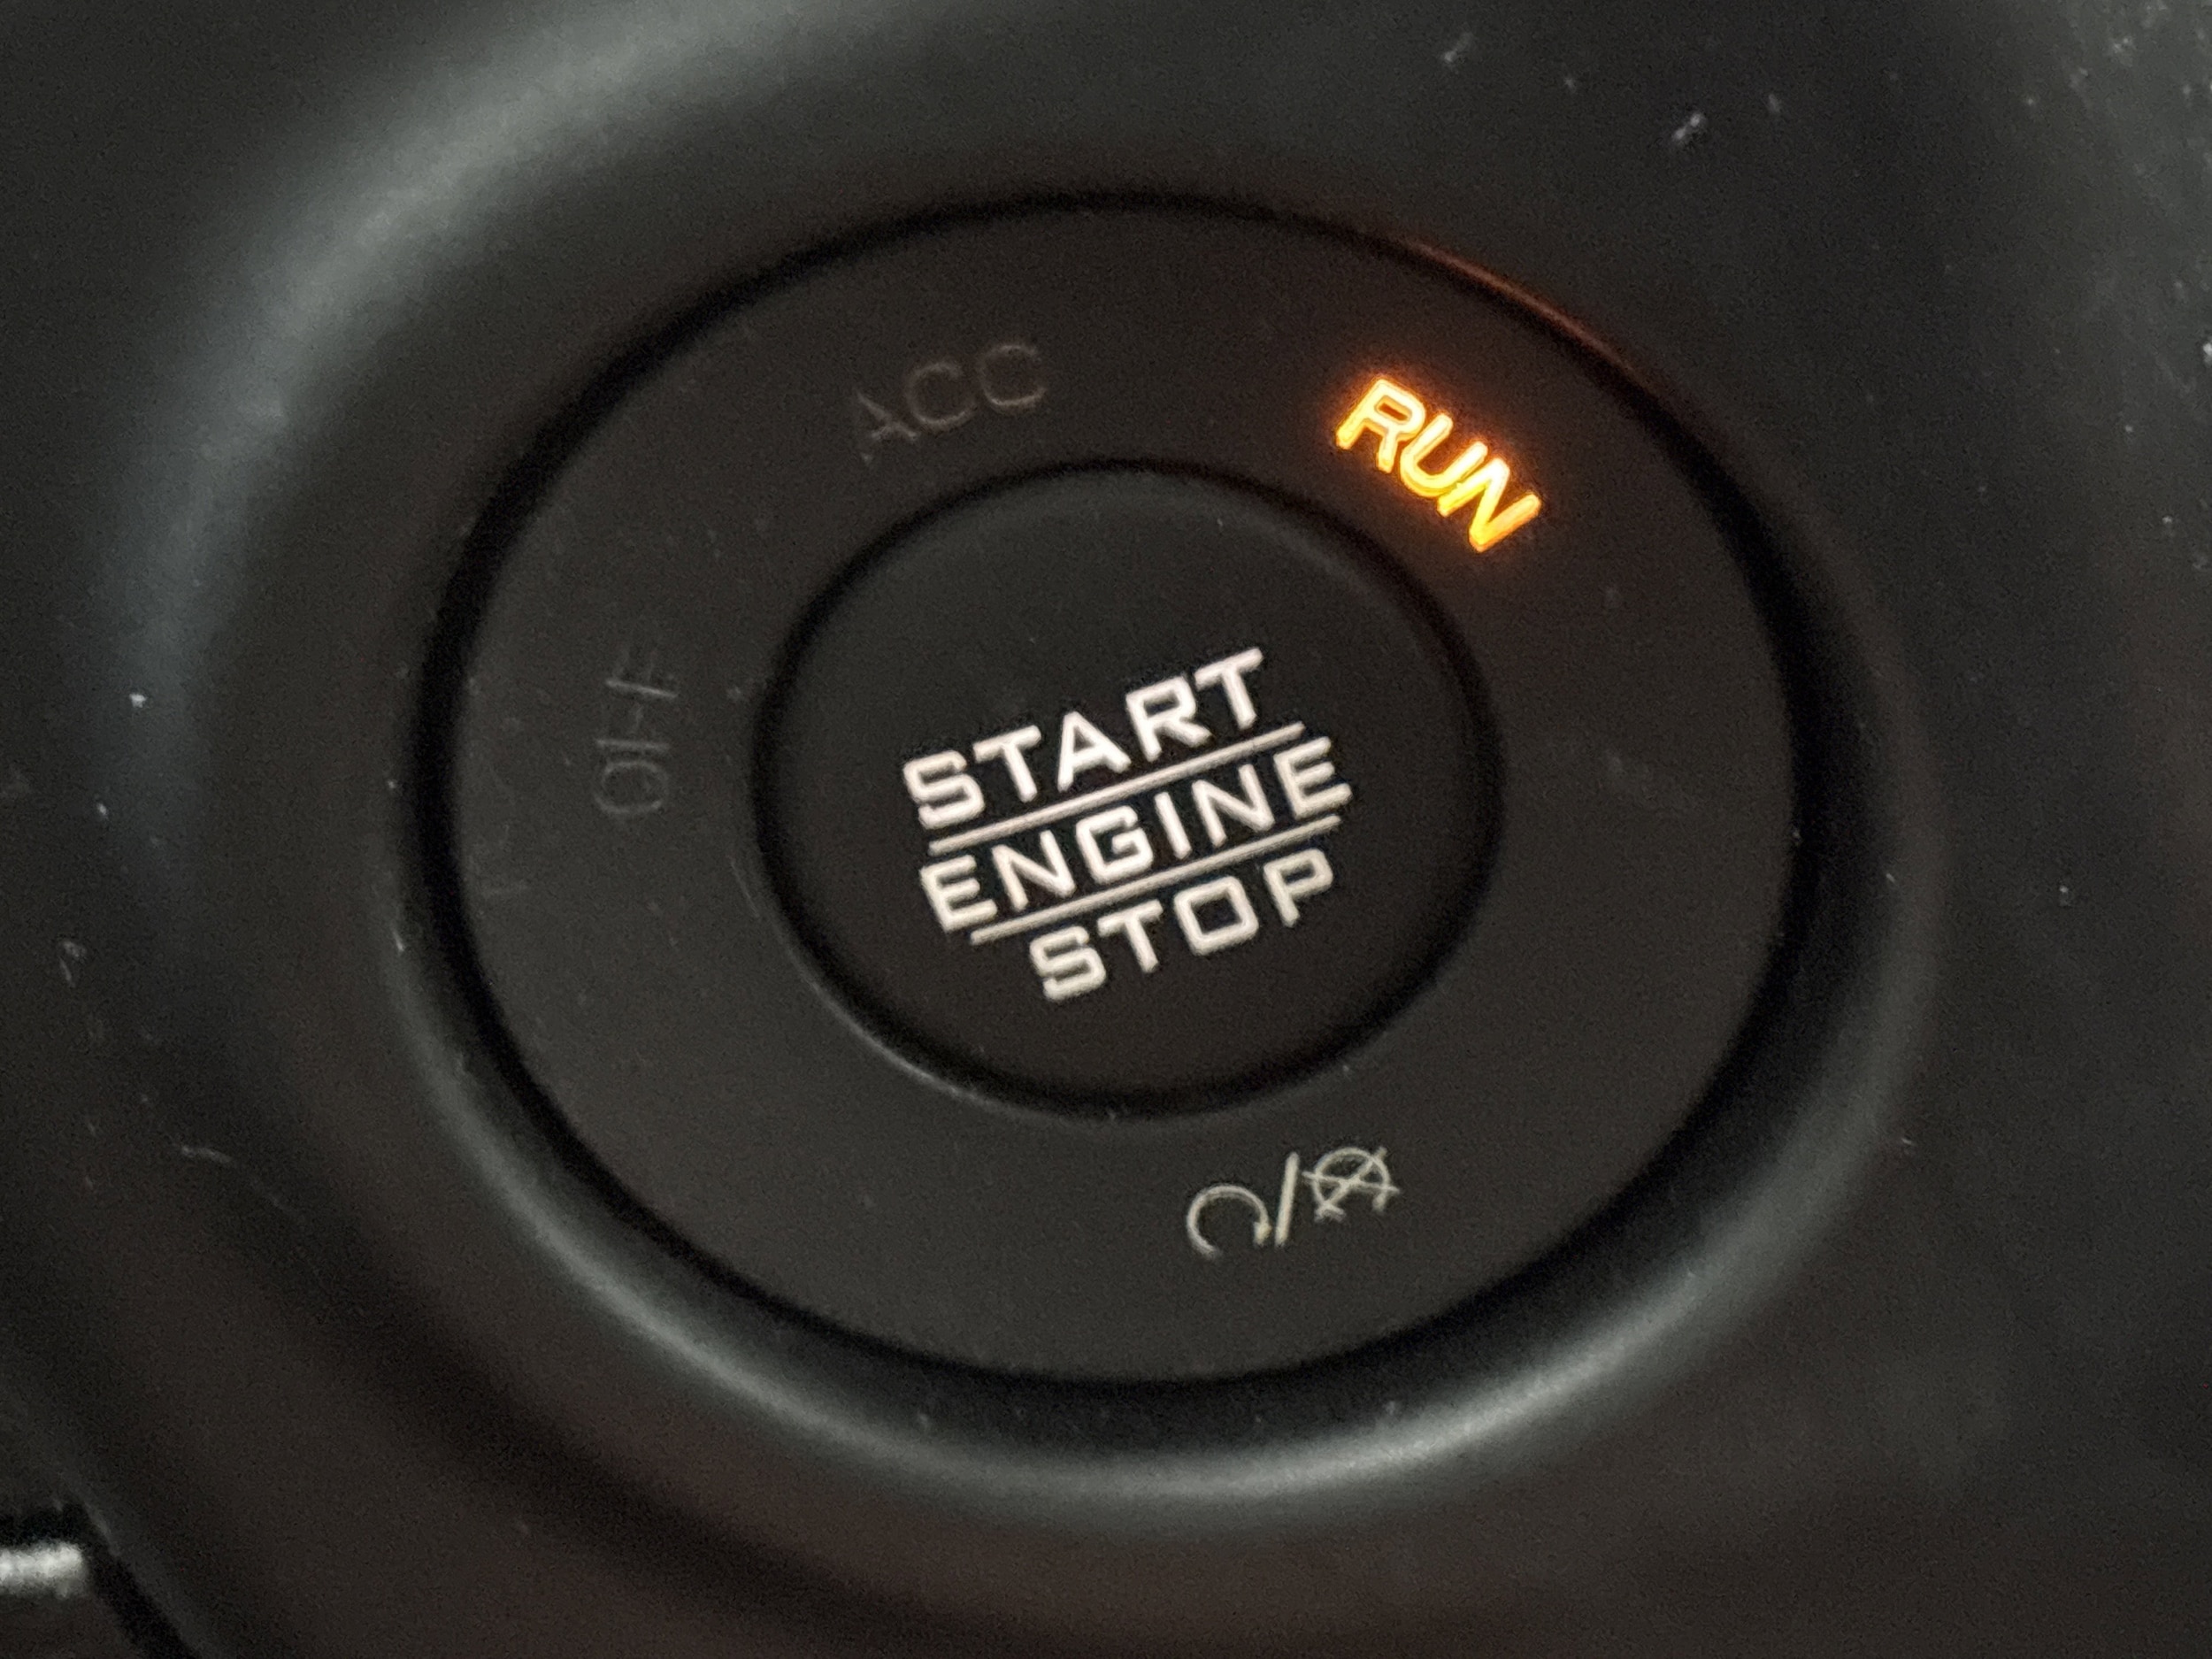 ACC
RUN
OFF
START
ENGINE
STOP